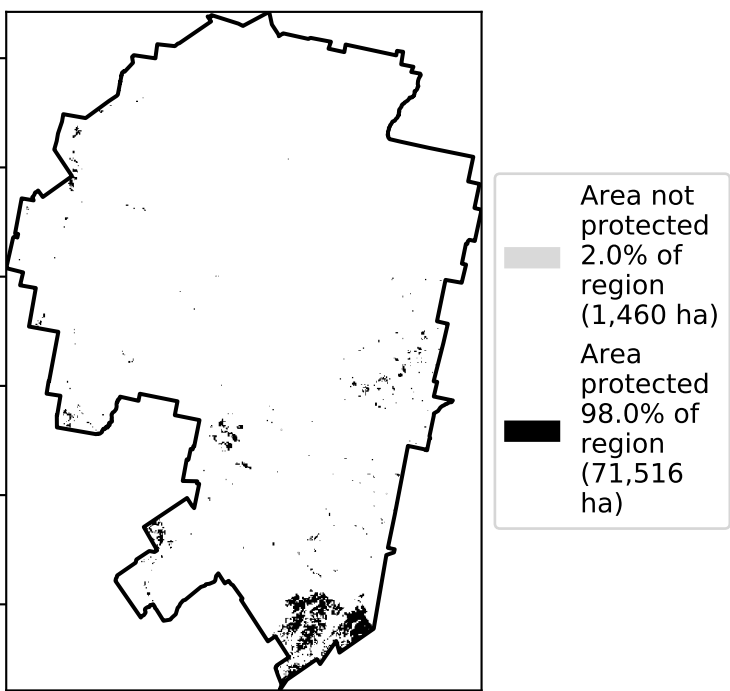 Area not
protected
2.0% of
region
(1,460 ha)
Area
protected
98.0% of
region
(71,516
ha)